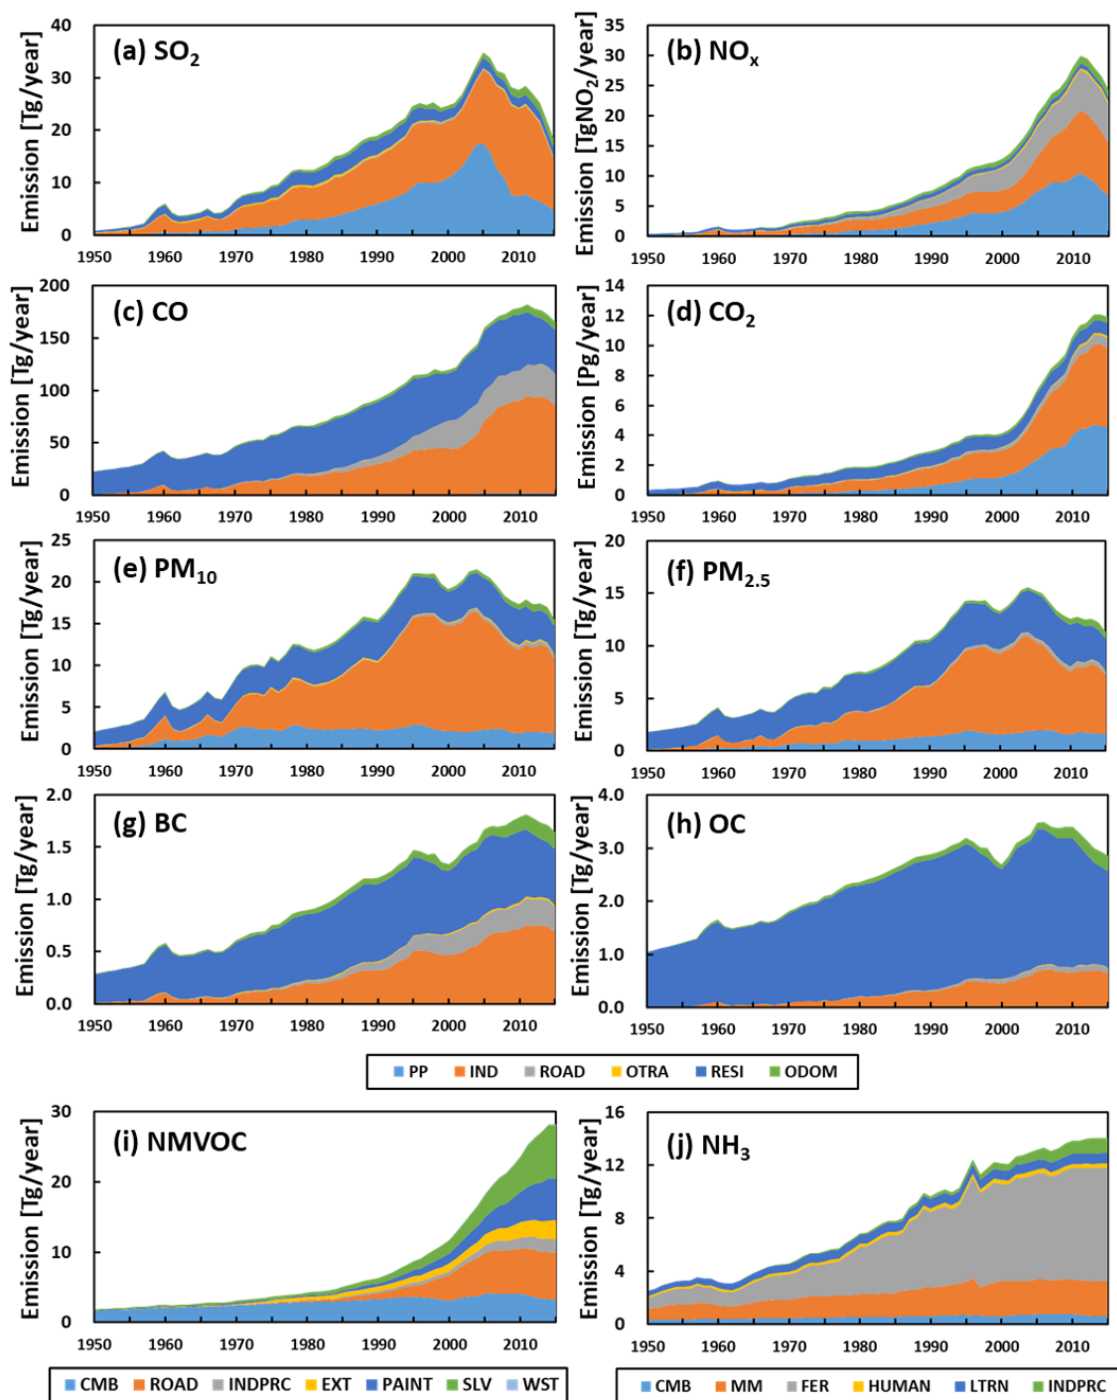 (a) SO2
Emission [Tg/year]
40
30
20
10
0
1950 1960 1970 1980 1990 2000 2010
(b) NOx
Emission [TgNO2/year]
35
30
25
20
15
10
5
0
1950 1960 1970 1980 1990 2000 2010
(c) CO
Emission [Tg/year]
200
150
100
50
0
1950 1960 1970 1980 1990 2000 2010
(d) CO2
Emission [Pg/year]
14
12
10
8
6
4
2
0
1950 1960 1970 1980 1990 2000 2010
(e) PM10
Emission [Tg/year]
25
20
15
10
5
0
1950 1960 1970 1980 1990 2000 2010
(f) PM2.5
Emission [Tg/year]
20
15
10
5
0
1950 1960 1970 1980 1990 2000 2010
(g) BC
Emission [Tg/year]
2.0
1.5
1.0
0.5
0.0
1950 1960 1970 1980 1990 2000 2010
(h) OC
Emission [Tg/year]
4.0
3.0
2.0
1.0
0.0
1950 1960 1970 1980 1990 2000 2010
PP IND ROAD OTRA RESI ODOM
(i) NMVOC
Emission [Tg/year]
30
20
10
0
1950 1960 1970 1980 1990 2000 2010
CMB ROAD INDPRC EXT PAINT SLV WST
(j) NH3
Emission [Tg/year]
16
12
8
4
0
1950 1960 1970 1980 1990 2000 2010
CMB MM FER HUMAN LTRN INDPRC